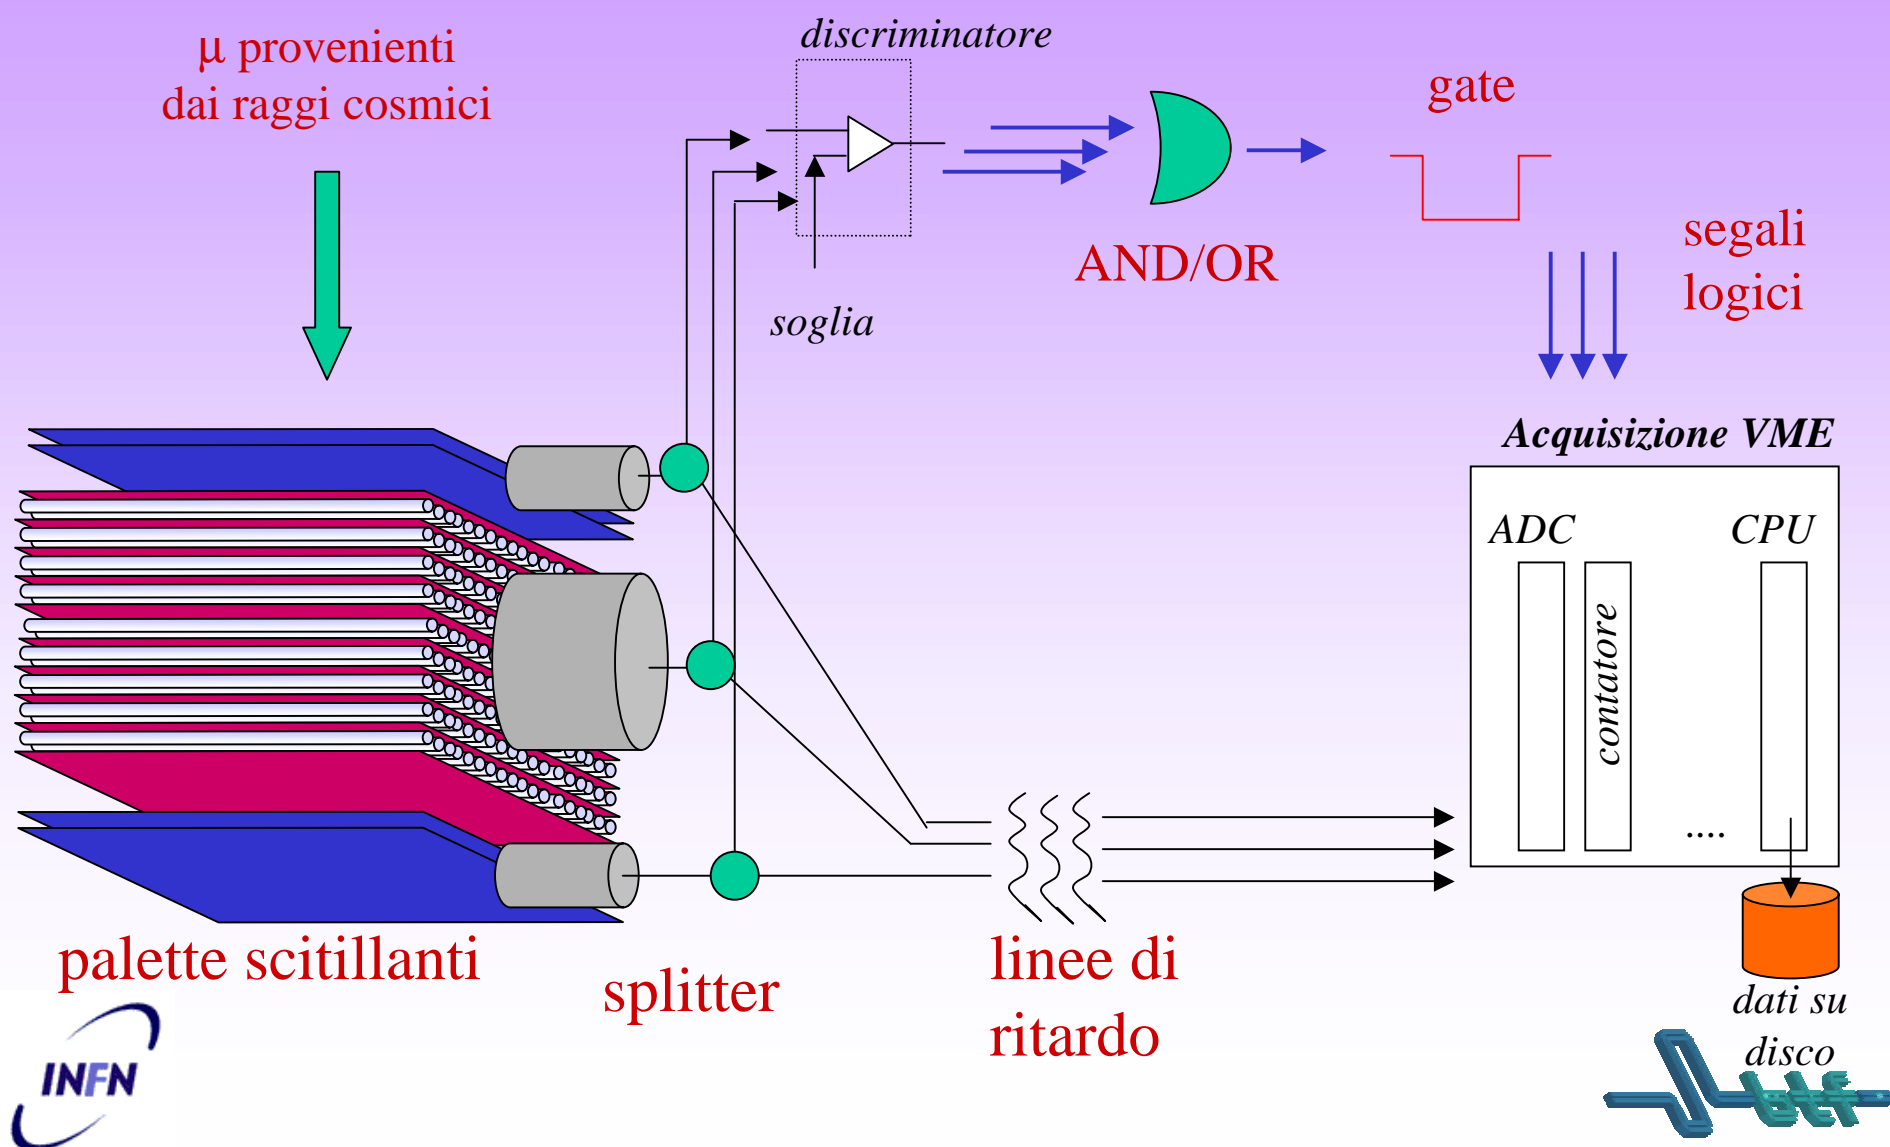 μ provenienti
dai raggi cosmici
discriminatore
gate
AND/OR
soglia
segali
logici
Acquisizione VME
ADC
CPU
contatore
....
palette scitillanti
splitter
linee di
ritardo
dati su
disco
INFN
btf